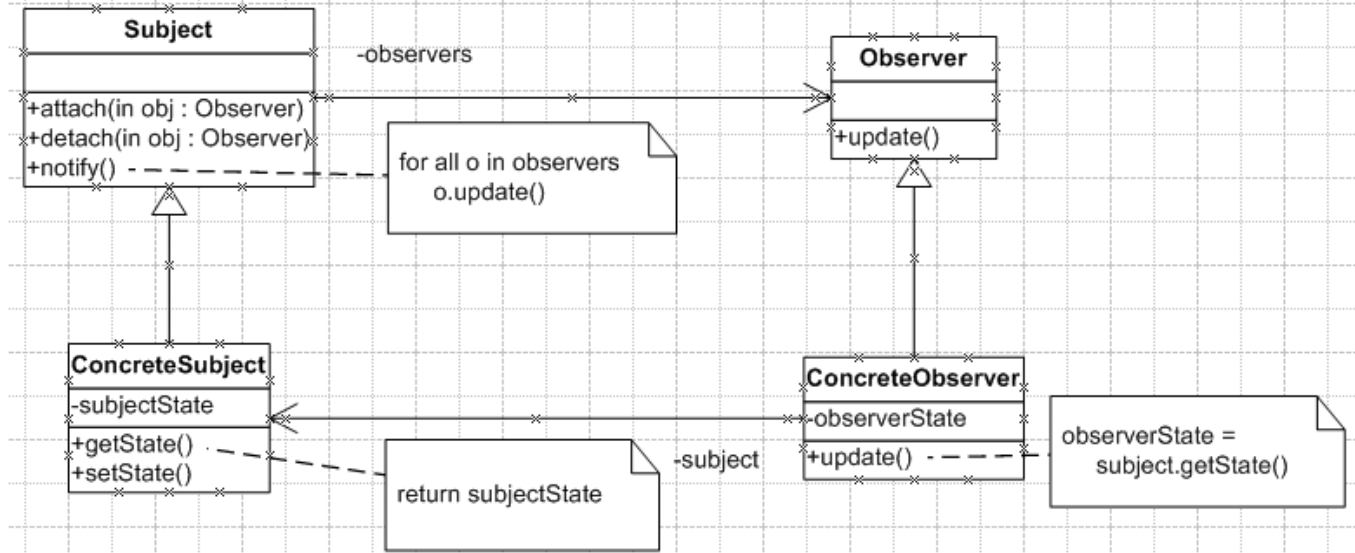 Subject
+attach(in obj : Observer)
+detach(in obj : Observer)
+notify()
-observers
Observer
+update()
for all o in observers
o.update()
ConcreteSubject
-subjectState
+getState()
+setState()
return subjectState
-subject
ConcreteObserver
-observerState
+update()
observerState =
subject.getState()